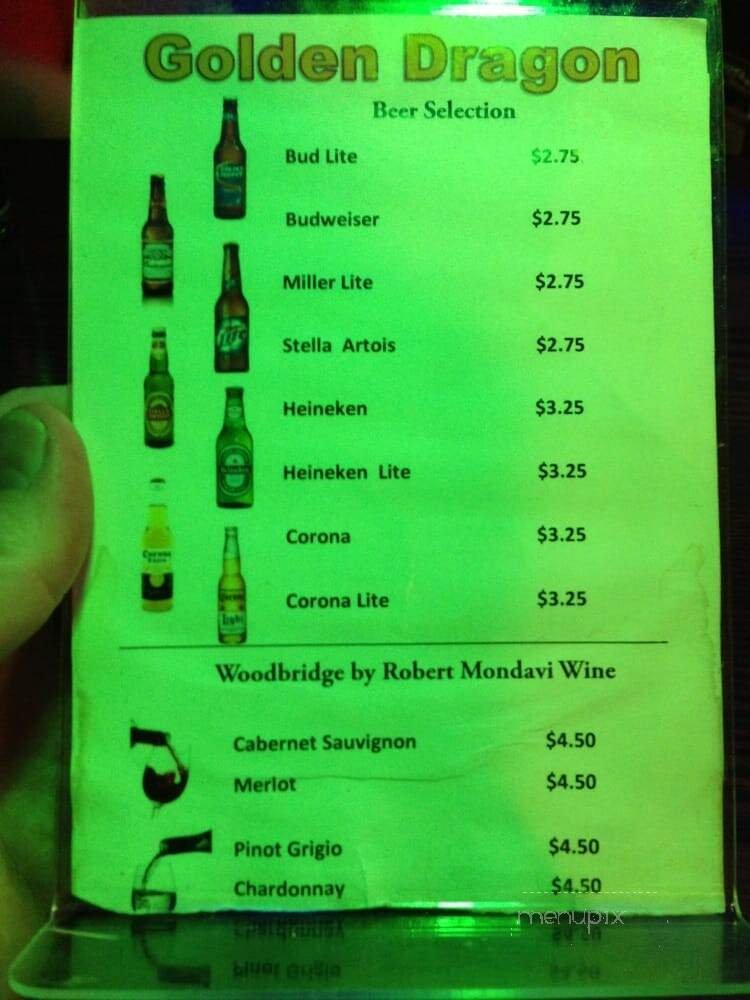 Golden Dragon
Beer Selection
Bud Lite $2.75
Budweiser $2.75
Miller Lite $2.75
Stella Artois $2.75
Heineken $3.25
Heineken Lite $3.25
Corona $3.25
Corona Lite $3.25
Woodbridge by Robert Mondavi Wine
Cabernet Sauvignon $4.50
Merlot $4.50
Pinot Grigio $4.50
Chardonnay $4.50
menupix